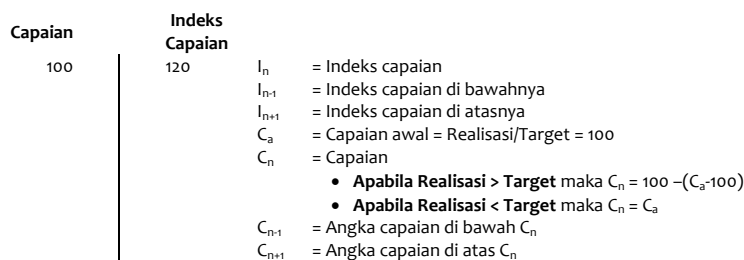 Capaian Indeks Capaian
100 120 Iₙ = Indeks capaian
Iₙ₋₁ = Indeks capaian di bawahnya
Iₙ₊₁ = Indeks capaian di atasnya
Cₐ = Capaian awal = Realisasi/Target = 100
Cₙ = Capaian
• Apabila Realisasi > Target maka Cₙ = 100 –(Cₐ-100)
• Apabila Realisasi < Target maka Cₙ = Cₐ
Cₙ₋₁ = Angka capaian di bawah Cₙ
Cₙ₊₁ = Angka capaian di atas Cₙ